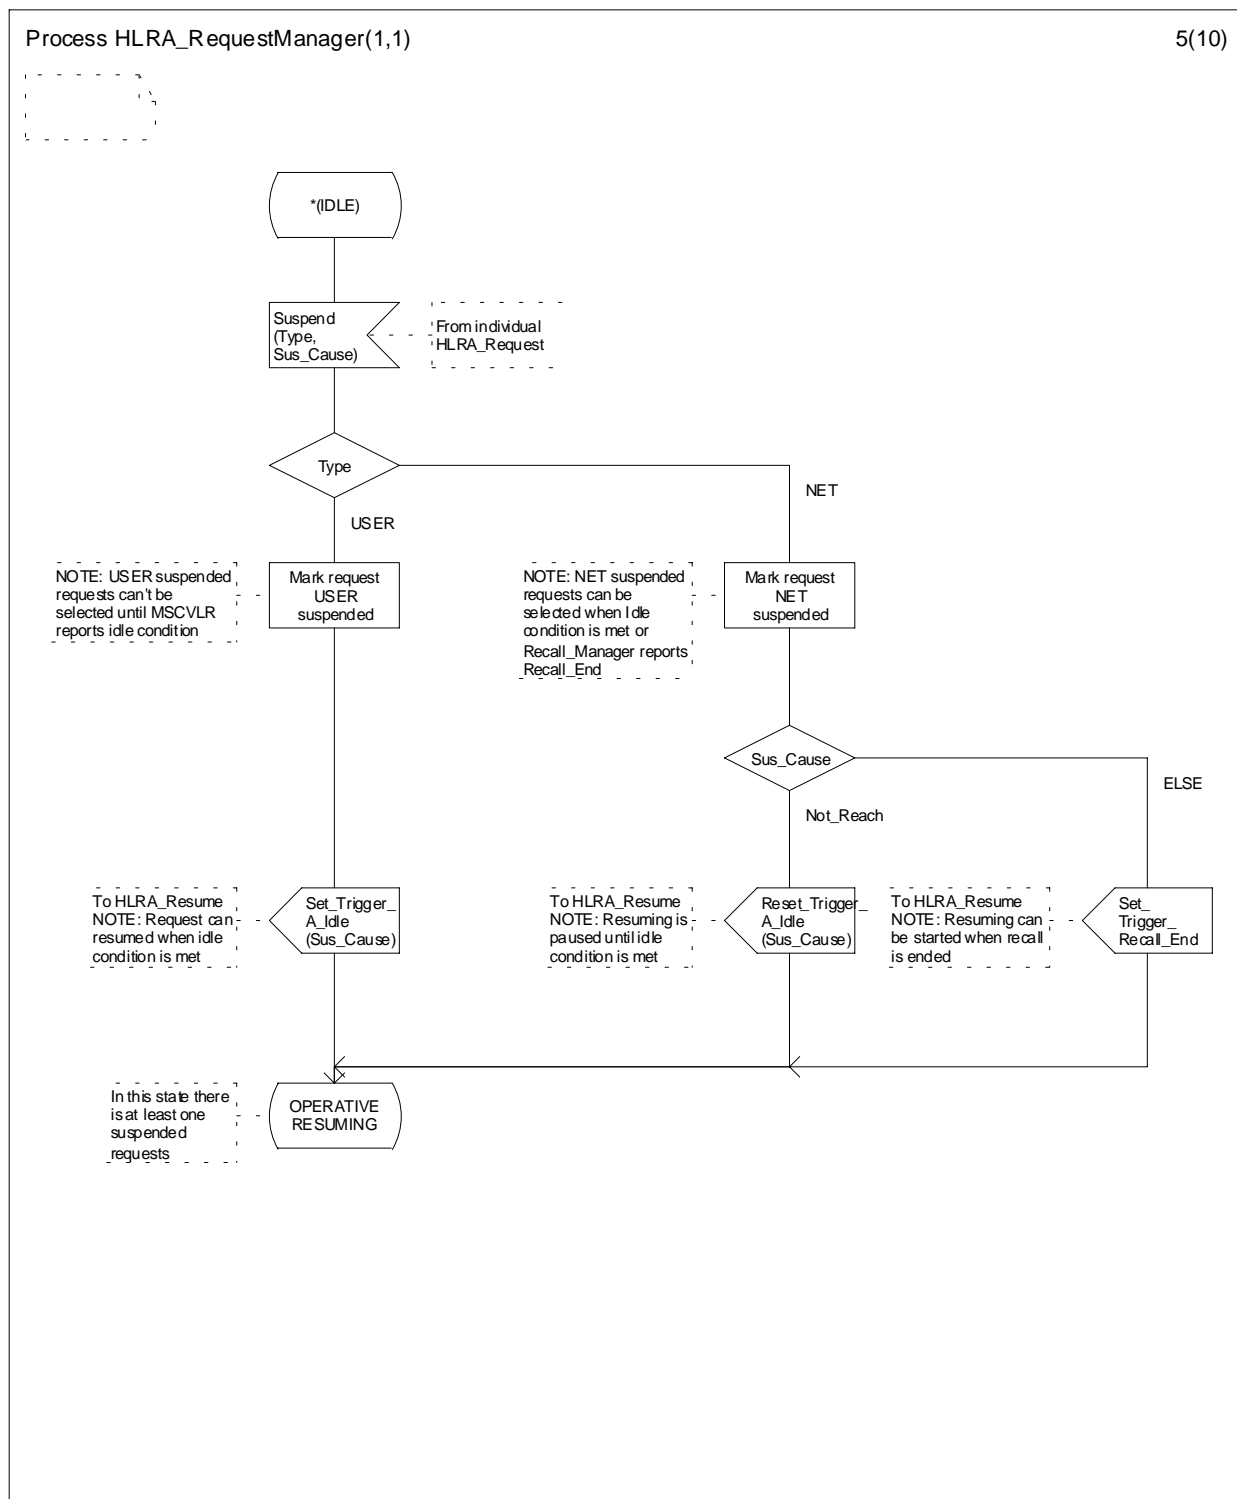 Process HLRA_RequestManager(1,1)
5(10)
*(IDLE)
Suspend
(Type,
Sus_Cause)
From individual
HLRA_Request
Type
NET
USER
NOTE: USER suspended
requests can't be
selected until MSCVLR
reports idle condition
Mark request
USER
suspended
NOTE: NET suspended
requests can be
selected when Idle
condition is met or
Recall_Manager reports
Recall_End
Mark request
NET
suspended
Sus_Cause
ELSE
Not_Reach
To HLRA_Resume
NOTE: Request can
resumed when idle
condition is met
Set_Trigger_
A_Idle
(Sus_Cause)
To HLRA_Resume
NOTE: Resuming is
paused until idle
condition is met
Reset_Trigger_
A_Idle
(Sus_Cause)
To HLRA_Resume
NOTE: Resuming can
be started when recall
is ended
Set_
Trigger_
Recall_End
In this state there
is at least one
suspended
requests
OPERATIVE
RESUMING